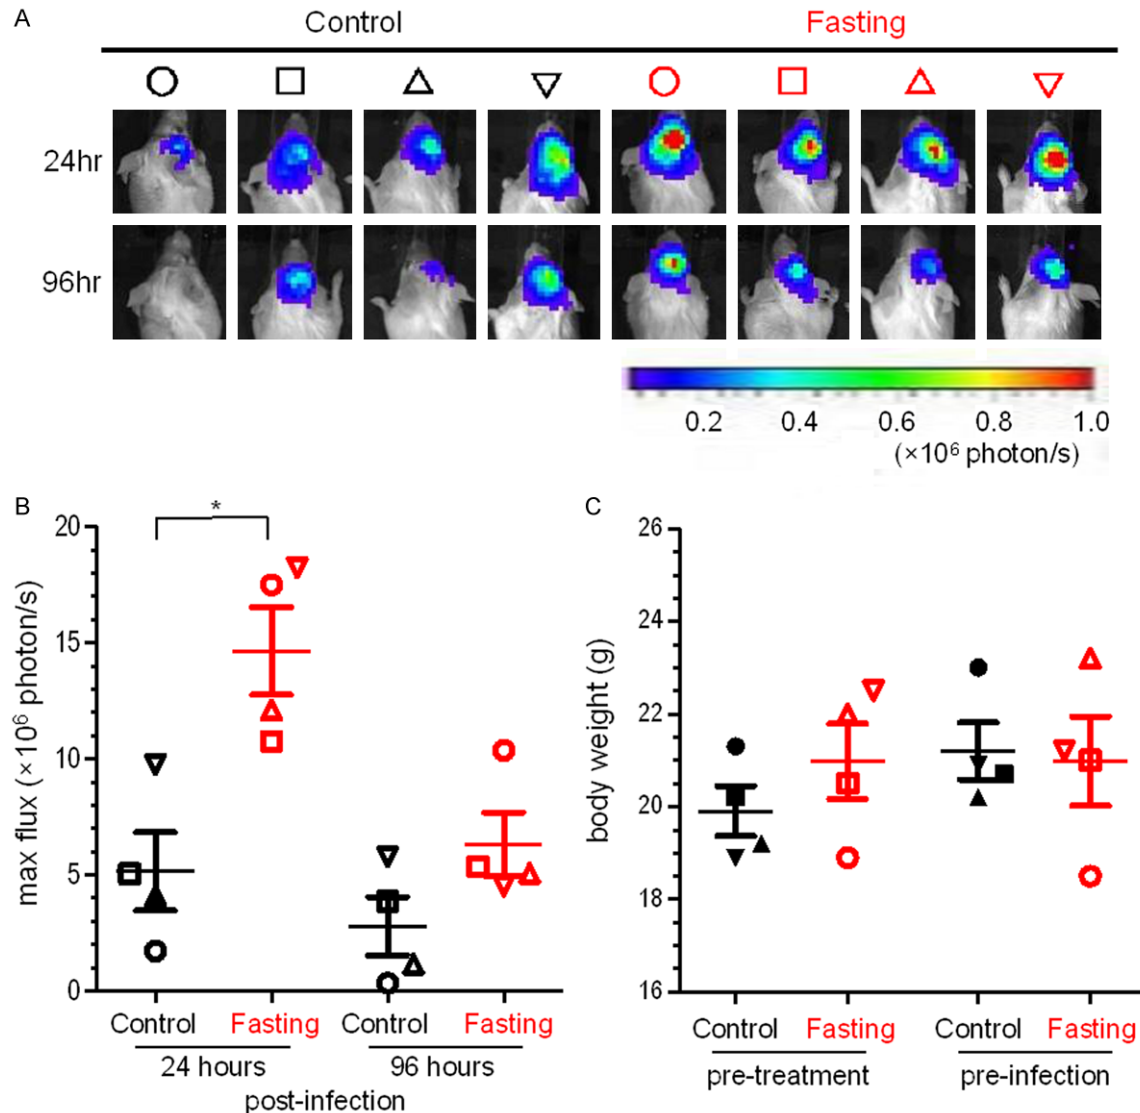 A
Control Fasting
24hr
96hr
0.2 0.4 0.6 0.8 1.0
(×10⁶ photon/s)
B
*
max flux (×10⁶ photon/s)
20
15
10
5
0
Control Fasting Control Fasting
24 hours 96 hours
post-infection
C
body weight (g)
26
24
22
20
18
16
Control Fasting Control Fasting
pre-treatment pre-infection